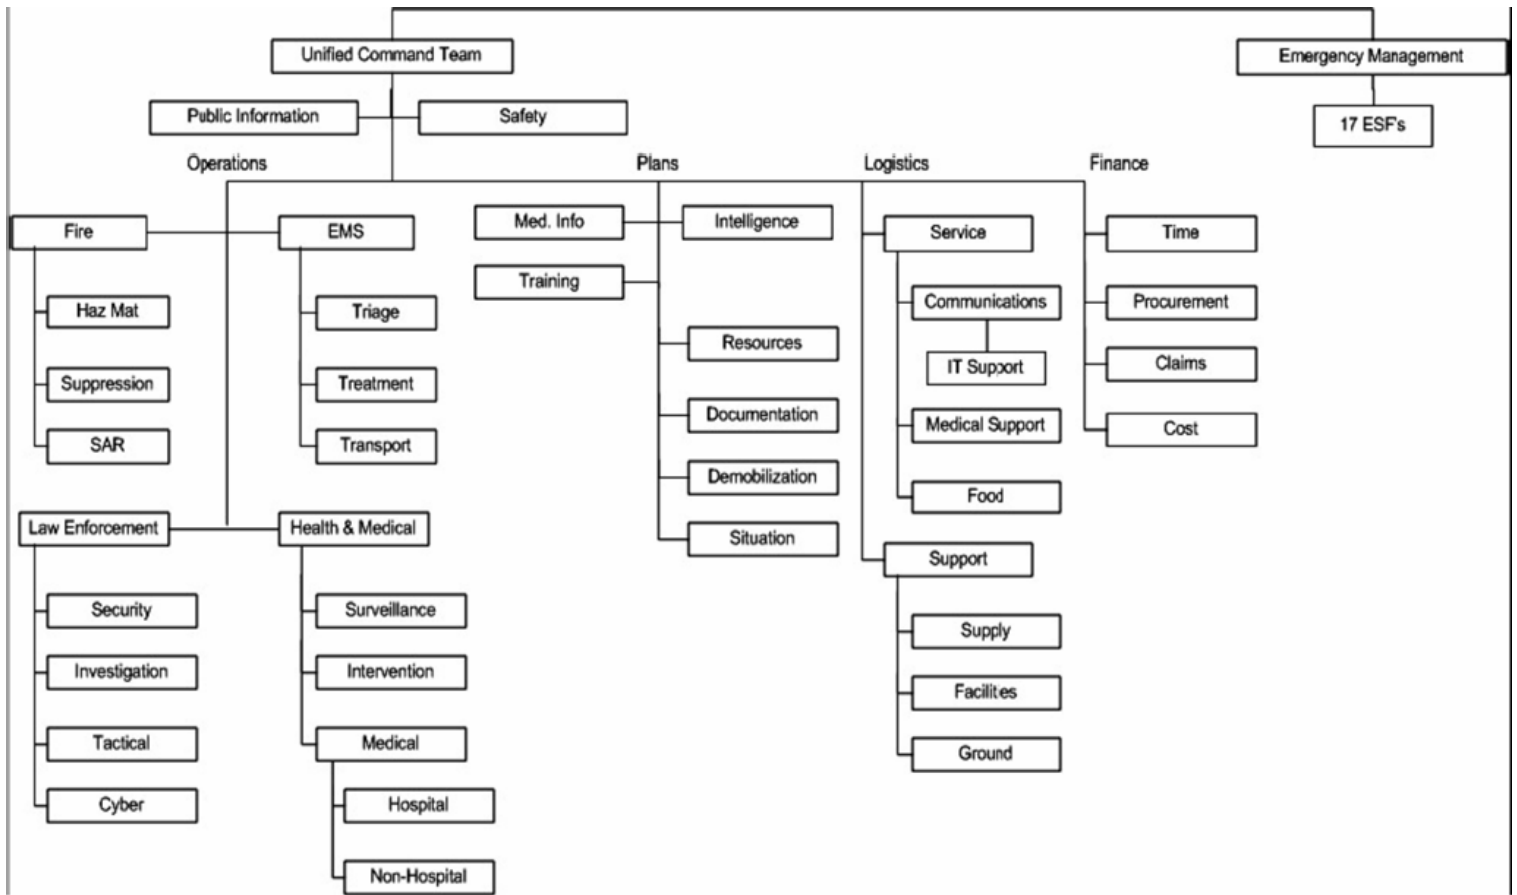 Unified Command Team
Emergency Management
Public Information
Safety
17 ESF's
Operations
Plans
Logistics
Finance
Fire
EMS
Med. Info
Intelligence
Service
Time
Training
Haz Mat
Triage
Communications
Procurement
Resources
IT Support
Claims
Suppression
Treatment
Documentation
Medical Support
Cost
SAR
Transport
Demobilization
Food
Law Enforcement
Health & Medical
Situation
Support
Security
Surveillance
Supply
Investigation
Intervention
Facilities
Tactical
Medical
Ground
Cyber
Hospital
Non-Hospital